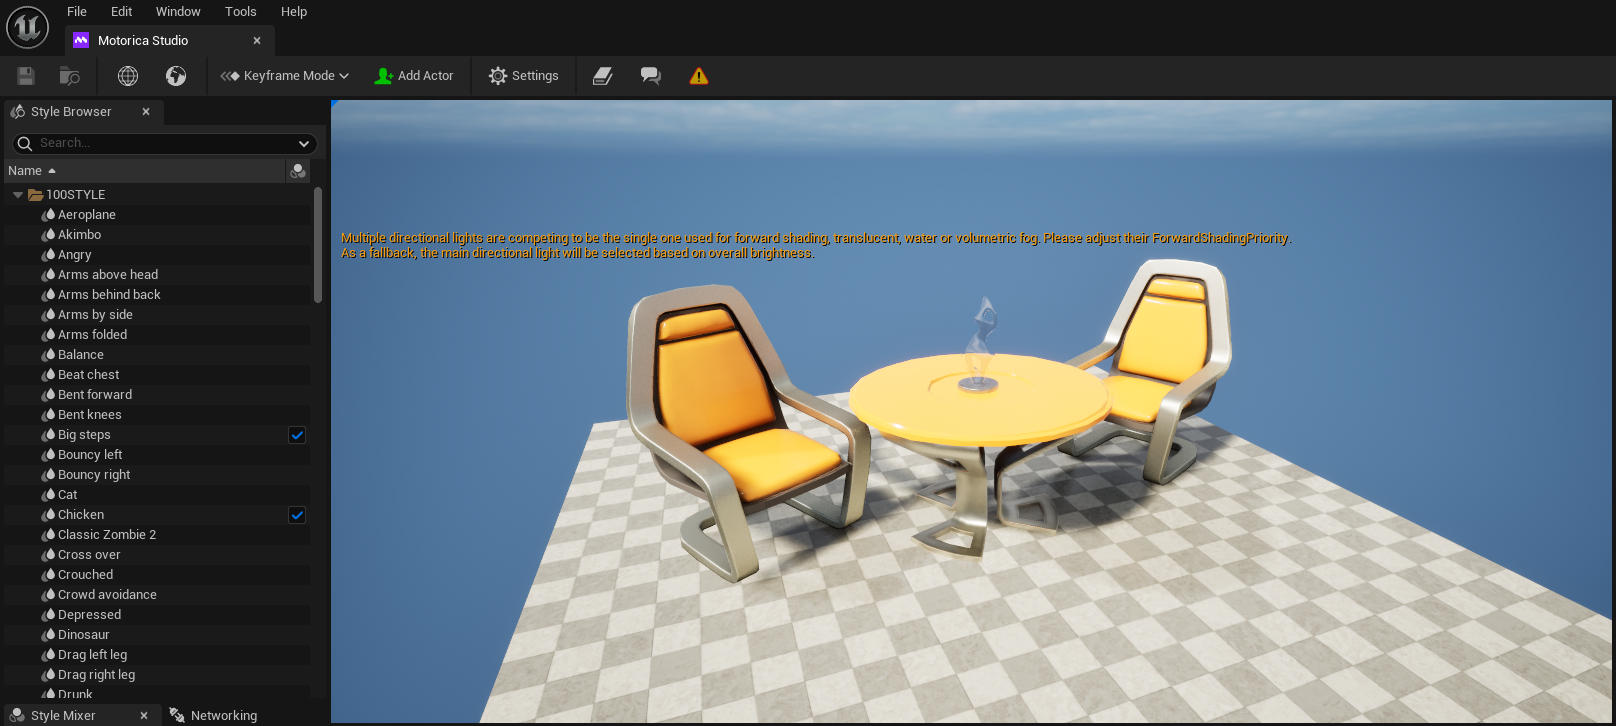 File Edit Window Tools Help
Motorica Studio
Keyframe Mode Add Actor Settings
Style Browser
Search...
Name
100STYLE
Aeroplane
Akimbo
Angry
Arms above head
Arms behind back
Arms by side
Arms folded
Balance
Beat chest
Bent forward
Bent knees
Big steps
Bouncy left
Bouncy right
Cat
Chicken
Classic Zombie 2
Cross over
Crouched
Crowd avoidance
Depressed
Dinosaur
Drag left leg
Drag right leg
Drunk
Style Mixer Networking
Multiple directional lights are competing to be the single one used for forward shading, translucent, water or volumetric fog. Please adjust their ForwardShadingPriority.
As a fallback, the main directional light will be selected based on overall brightness.